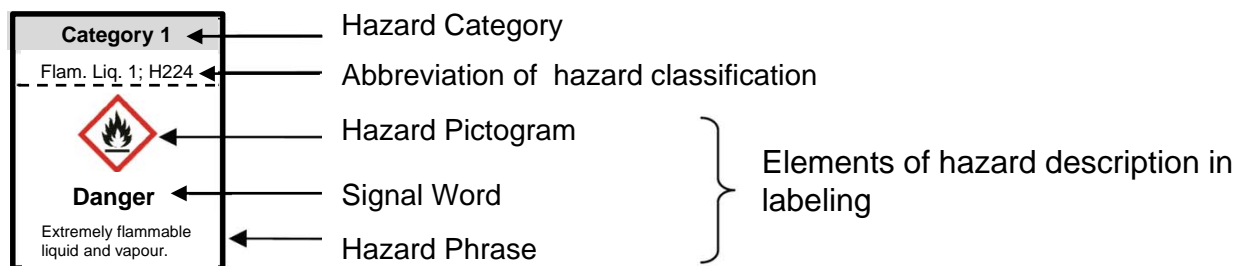 Category 1
Hazard Category
Flam. Liq. 1; H224
Abbreviation of hazard classification
Hazard Pictogram
Elements of hazard description in
labeling
Danger
Signal Word
Extremely flammable
liquid and vapour.
Hazard Phrase